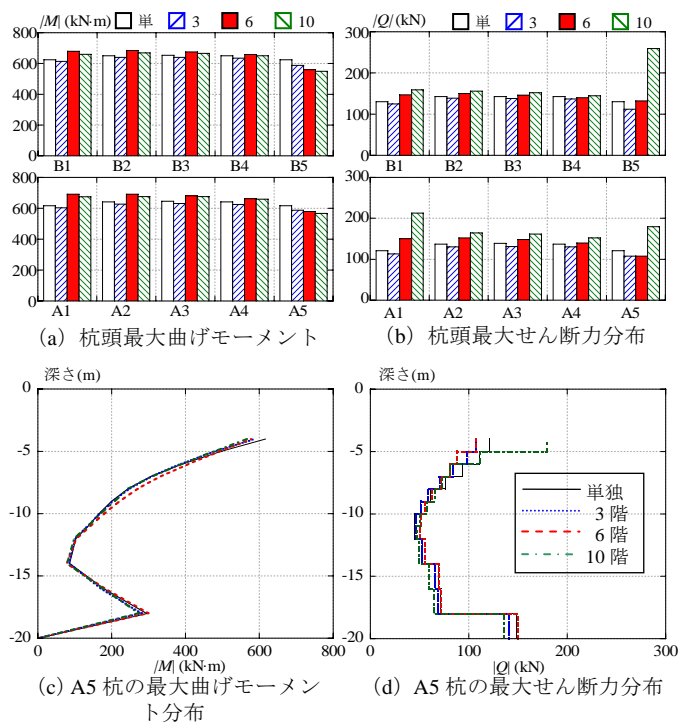 |M| (kN·m) 単 3 6 10
800
600
400
200
0
B1 B2 B3 B4 B5
800
600
400
200
0
A1 A2 A3 A4 A5
(a) 杭頭最大曲げモーメント
|Q| (kN) 単 3 6 10
300
200
100
0
B1 B2 B3 B4 B5
300
200
100
0
A1 A2 A3 A4 A5
(b) 杭頭最大せん断力分布
深さ(m)
0
-5
-10
-15
-20
0 200 400 600 800
|M| (kN·m)
(c) A5 杭の最大曲げモーメン
ト分布
深さ(m)
0
-5
-10
-15
-20
単独
3 階
6 階
10 階
0 100 200 300
|Q| (kN)
(d) A5 杭の最大せん断力分布